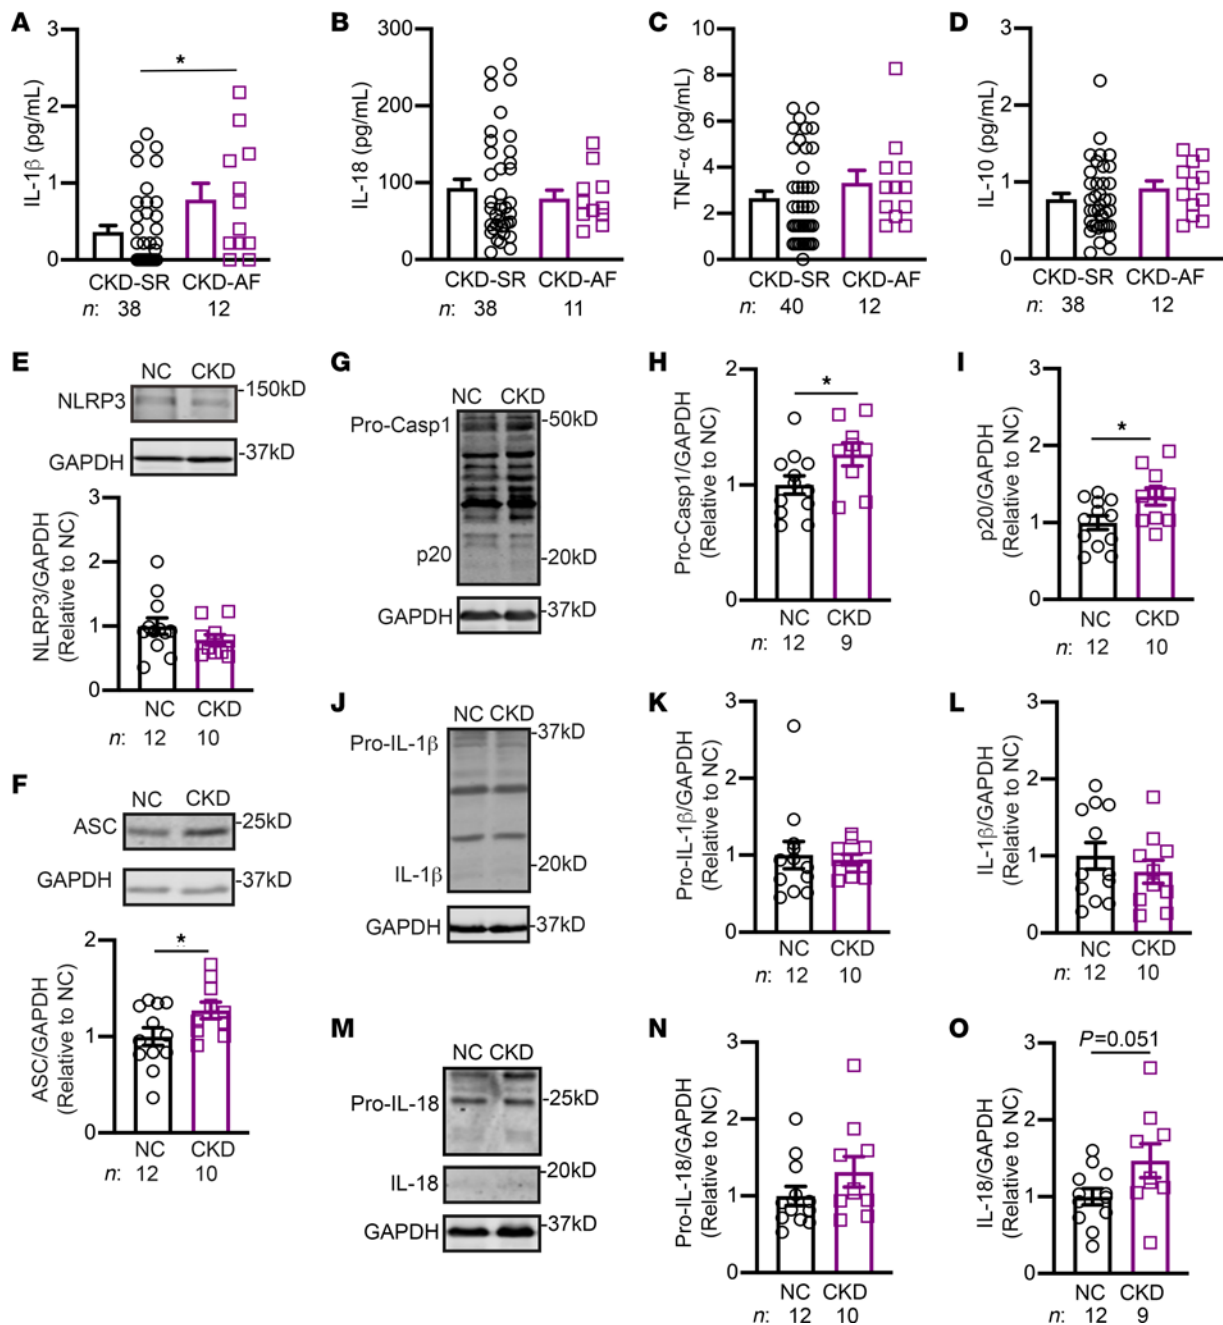 A
IL-1β (pg/mL)
3
2
1
0
*
CKD-SR CKD-AF
n: 38 12
B
IL-18 (pg/mL)
300
200
100
0
CKD-SR CKD-AF
n: 38 11
C
TNF-α (pg/mL)
10
8
6
4
2
0
CKD-SR CKD-AF
n: 40 12
D
IL-10 (pg/mL)
3
2
1
0
CKD-SR CKD-AF
n: 38 12
E
NC CKD
NLRP3
-150kD
GAPDH
-37kD
NLRP3/GAPDH
(Relative to NC)
3
2
1
0
NC CKD
n: 12 10
F
NC CKD
ASC
-25kD
GAPDH
-37kD
ASC/GAPDH
(Relative to NC)
2
1
0
*
NC CKD
n: 12 10
G
NC CKD
Pro-Casp1
-50kD
p20
-20kD
GAPDH
-37kD
H
Pro-Casp1/GAPDH
(Relative to NC)
2
1
0
*
NC CKD
n: 12 9
I
p20/GAPDH
(Relative to NC)
3
2
1
0
*
NC CKD
n: 12 10
J
NC CKD
Pro-IL-1β
-37kD
IL-1β
-20kD
GAPDH
-37kD
K
Pro-IL-1β/GAPDH
(Relative to NC)
3
2
1
0
NC CKD
n: 12 10
L
IL-1β/GAPDH
(Relative to NC)
3
2
1
0
NC CKD
n: 12 10
M
NC CKD
Pro-IL-18
-25kD
IL-18
-20kD
GAPDH
-37kD
N
Pro-IL-18/GAPDH
(Relative to NC)
3
2
1
0
NC CKD
n: 12 10
O
IL-18/GAPDH
(Relative to NC)
3
2
1
0
P=0.051
NC CKD
n: 12 9